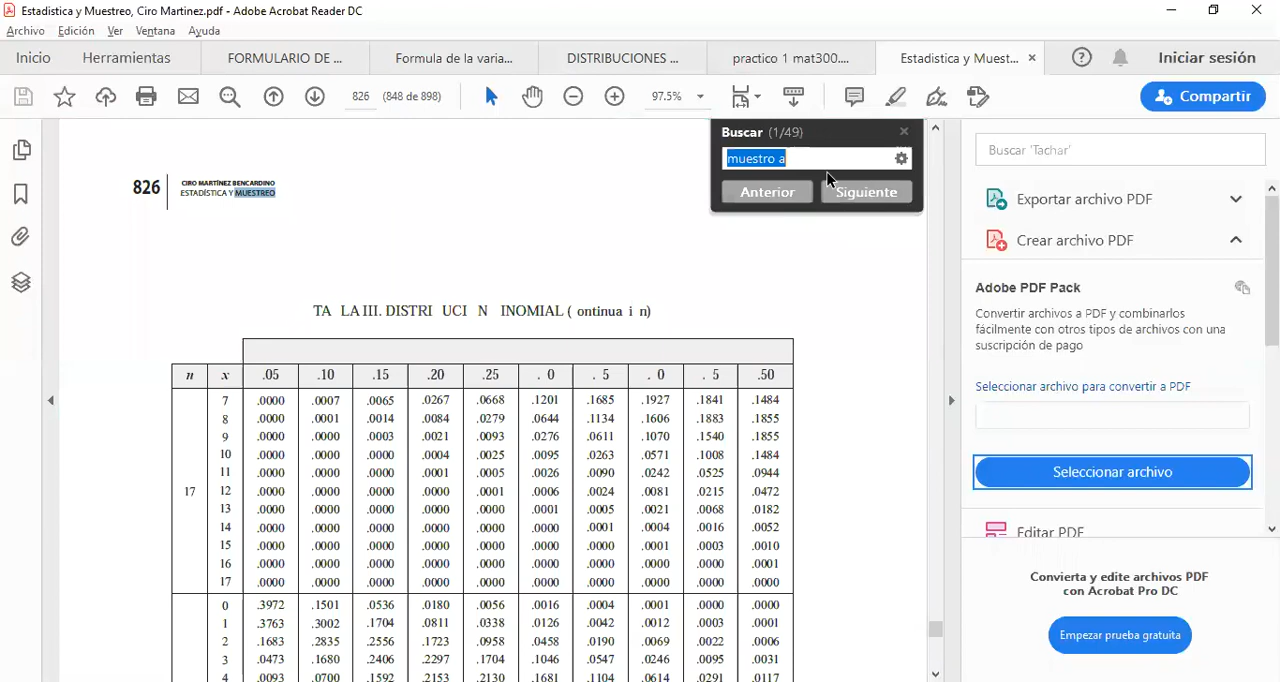 Estadistica y Muestreo, Ciro Martinez.pdf - Adobe Acrobat Reader DC
Archivo Edición Ver Ventana Ayuda
Inicio Herramientas FORMULARIO DE ... Formula de la varia... DISTRIBUCIONES ... practico 1 mat300.... Estadistica y Muest... Iniciar sesión
826 (848 de 898) 97.5% Compartir
Buscar (1/49)
muestro a
Anterior Siguiente
826 CIRO MARTÍNEZ BENCARDINO
ESTADÍSTICA Y MUESTREO
TA LA III. DISTRI UCI N INOMIAL ( ontinua i n)
n x .05 .10 .15 .20 .25 . 0 . 5 . 0 . 5 .50
7 .0000 .0007 .0065 .0267 .0668 .1201 .1685 .1927 .1841 .1484
8 .0000 .0001 .0014 .0084 .0279 .0644 .1134 .1606 .1883 .1855
9 .0000 .0000 .0003 .0021 .0093 .0276 .0611 .1070 .1540 .1855
10 .0000 .0000 .0000 .0004 .0025 .0095 .0263 .0571 .1008 .1484
11 .0000 .0000 .0000 .0001 .0005 .0026 .0090 .0242 .0525 .0944
17 12 .0000 .0000 .0000 .0000 .0001 .0006 .0024 .0081 .0215 .0472
13 .0000 .0000 .0000 .0000 .0000 .0001 .0005 .0021 .0068 .0182
14 .0000 .0000 .0000 .0000 .0000 .0000 .0001 .0004 .0016 .0052
15 .0000 .0000 .0000 .0000 .0000 .0000 .0000 .0001 .0003 .0010
16 .0000 .0000 .0000 .0000 .0000 .0000 .0000 .0000 .0000 .0001
17 .0000 .0000 .0000 .0000 .0000 .0000 .0000 .0000 .0000 .0000
0 .3972 .1501 .0536 .0180 .0056 .0016 .0004 .0001 .0000 .0000
1 .3763 .3002 .1704 .0811 .0338 .0126 .0042 .0012 .0003 .0001
2 .1683 .2835 .2556 .1723 .0958 .0458 .0190 .0069 .0022 .0006
3 .0473 .1680 .2406 .2297 .1704 .1046 .0547 .0246 .0095 .0031
4 .0093 .0700 .1592 .2153 .2130 .1681 .1104 .0614 .0291 .0117
Buscar 'Tachar'
Exportar archivo PDF
Crear archivo PDF
Adobe PDF Pack
Convertir archivos a PDF y combinarlos
fácilmente con otros tipos de archivos con una
suscripción de pago
Seleccionar archivo para convertir a PDF
Seleccionar archivo
Editar PDF
Convierta y edite archivos PDF
con Acrobat Pro DC
Empezar prueba gratuita